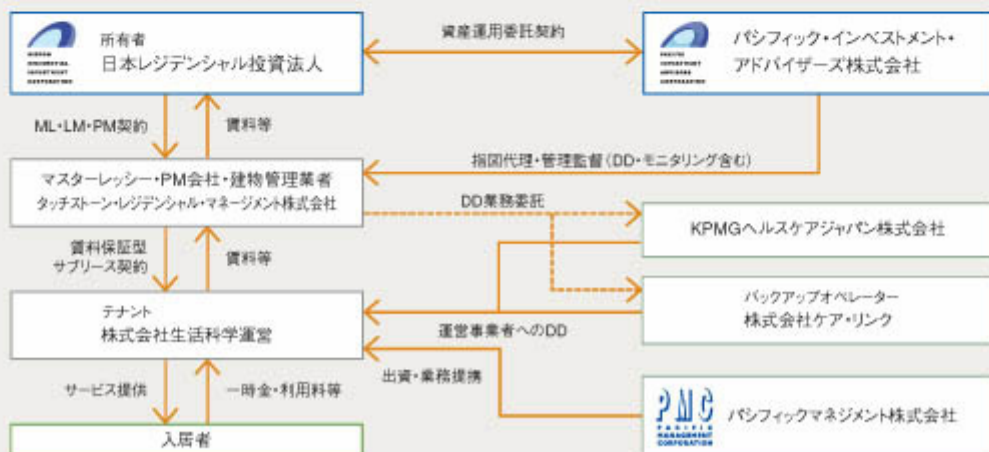 NIPPON
RESIDENTIAL
INVESTMENT
CORPORATION
所有者
日本レジデンシャル投資法人
資産運用委託契約
PACIFIC
INVESTMENT
ADVISORS
CORPORATION
パシフィック・インベストメント・
アドバイザーズ株式会社
ML・LM・PM契約
賃料等
指図代理・管理監督(DD・モニタリング含む)
マスターレッシー・PM会社・建物管理業者
タッチストーン・レジデンシャル・マネージメント株式会社
DD業務委託
KPMGヘルスケアジャパン株式会社
賃料保証型
サブリース契約
賃料等
バックアップオペレーター
株式会社ケア・リンク
テナント
株式会社生活科学運営
運営事業者へのDD
出資・業務提携
サービス提供
一時金・利用料等
PMC
PACIFIC
MANAGEMENT
CORPORATION
パシフィックマネジメント株式会社
入居者